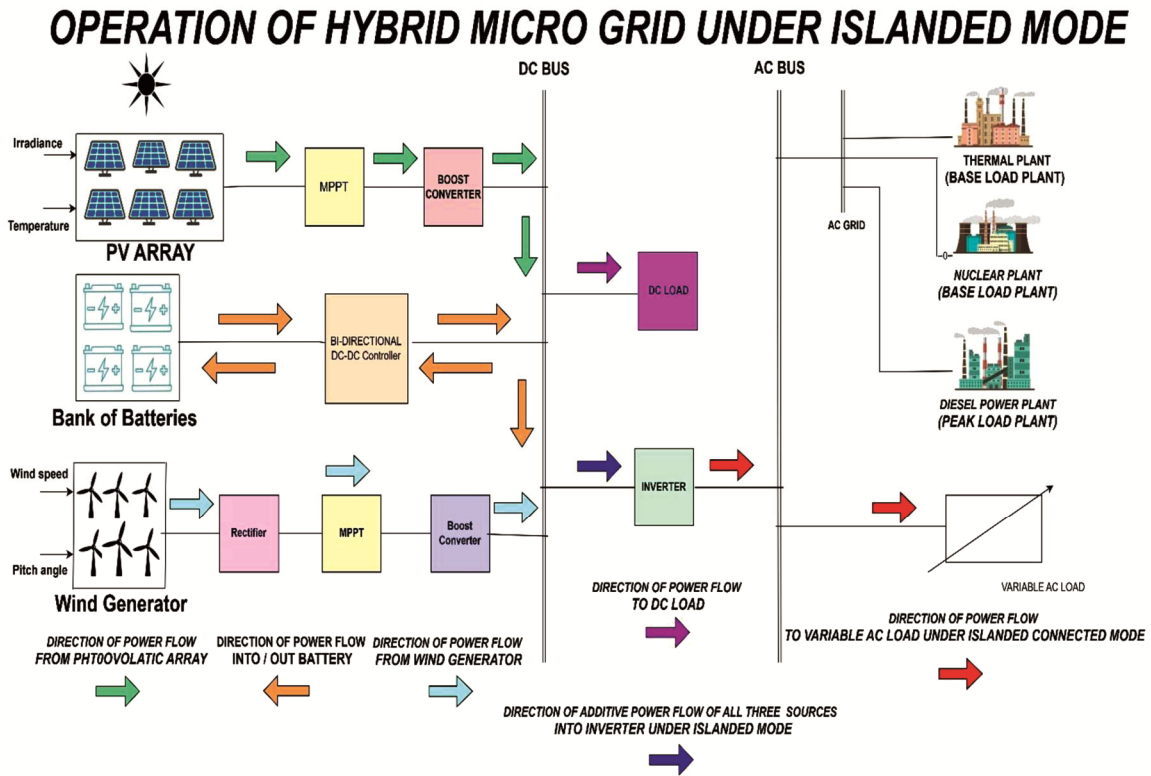 OPERATION OF HYBRID MICRO GRID UNDER ISLANDED MODE
DC BUS
AC BUS
Irradiance
Temperature
PV ARRAY
MPPT
BOOST
CONVERTER
THERMAL PLANT
(BASE LOAD PLANT)
AC GRID
NUCLEAR PLANT
(BASE LOAD PLANT)
DC LOAD
Bank of Batteries
BI-DIRECTIONAL
DC-DC Controller
DIESEL POWER PLANT
(PEAK LOAD PLANT)
Wind speed
Pitch angle
Wind Generator
Rectifier
MPPT
Boost
Converter
INVERTER
VARIABLE AC LOAD
DIRECTION OF POWER FLOW
TO DC LOAD
DIRECTION OF POWER FLOW
TO VARIABLE AC LOAD UNDER ISLANDED CONNECTED MODE
DIRECTION OF POWER FLOW
FROM PHTOOVOLATIC ARRAY
DIRECTION OF POWER FLOW
INTO / OUT BATTERY
DIRECTION OF POWER FLOW
FROM WIND GENERATOR
DIRECTION OF ADDITIVE POWER FLOW OF ALL THREE SOURCES
INTO INVERTER UNDER ISLANDED MODE